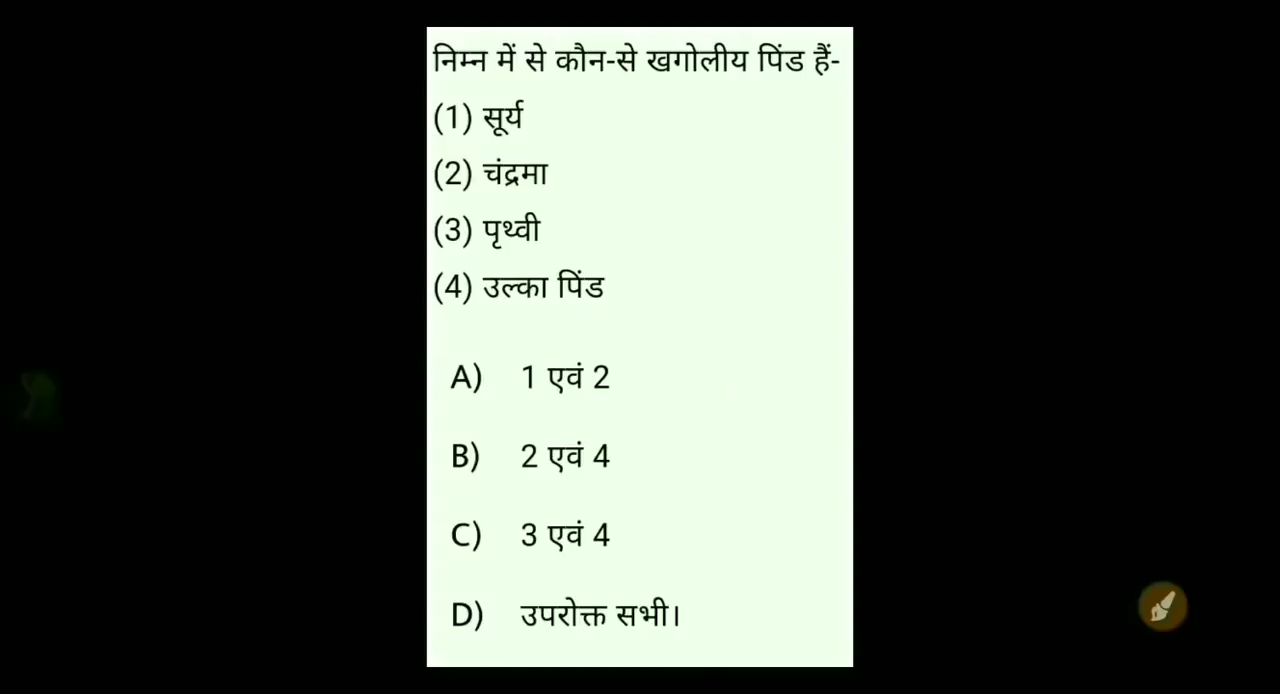 निम्न में से कौन-से खगोलीय पिंड हैं-
(1) सूर्य
(2) चंद्रमा
(3) पृथ्वी
(4) उल्का पिंड
A) 1 एवं 2
B) 2 एवं 4
C) 3 एवं 4
D) उपरोक्त सभी।